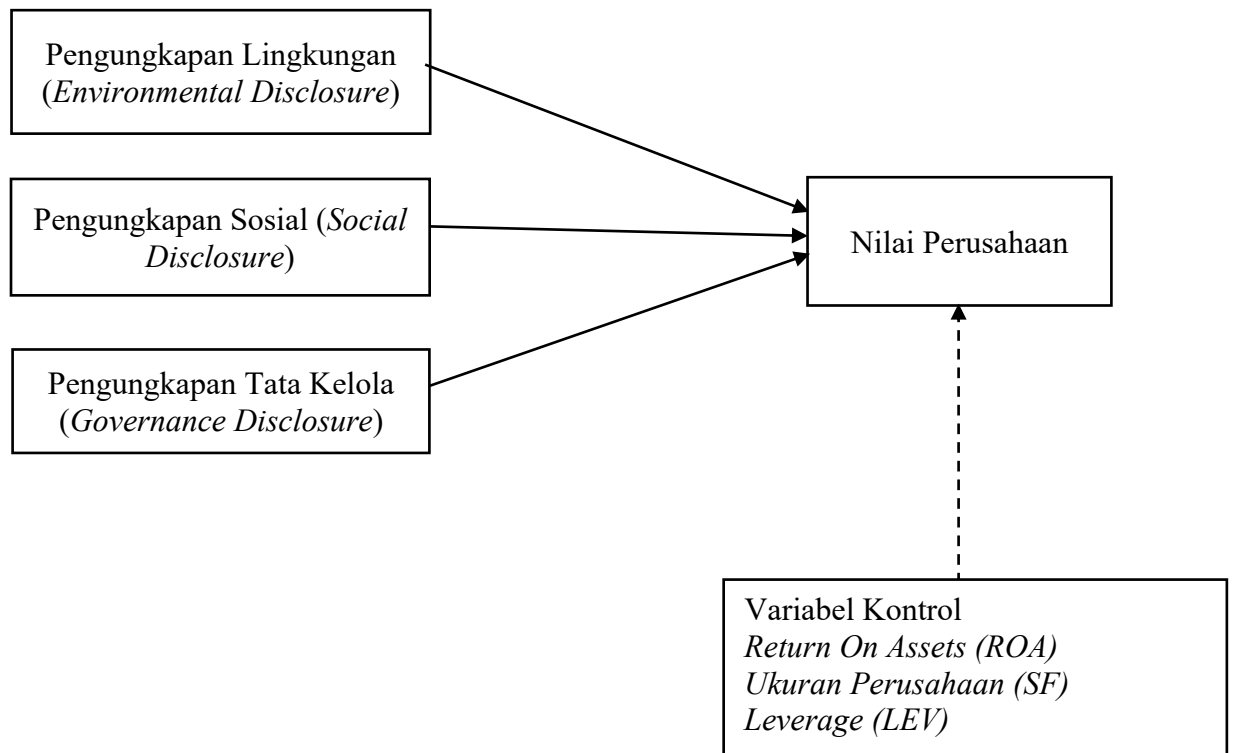 Pengungkapan Lingkungan
(Environmental Disclosure)
Pengungkapan Sosial (Social
Disclosure)
Pengungkapan Tata Kelola
(Governance Disclosure)
Nilai Perusahaan
Variabel Kontrol
Return On Assets (ROA)
Ukuran Perusahaan (SF)
Leverage (LEV)